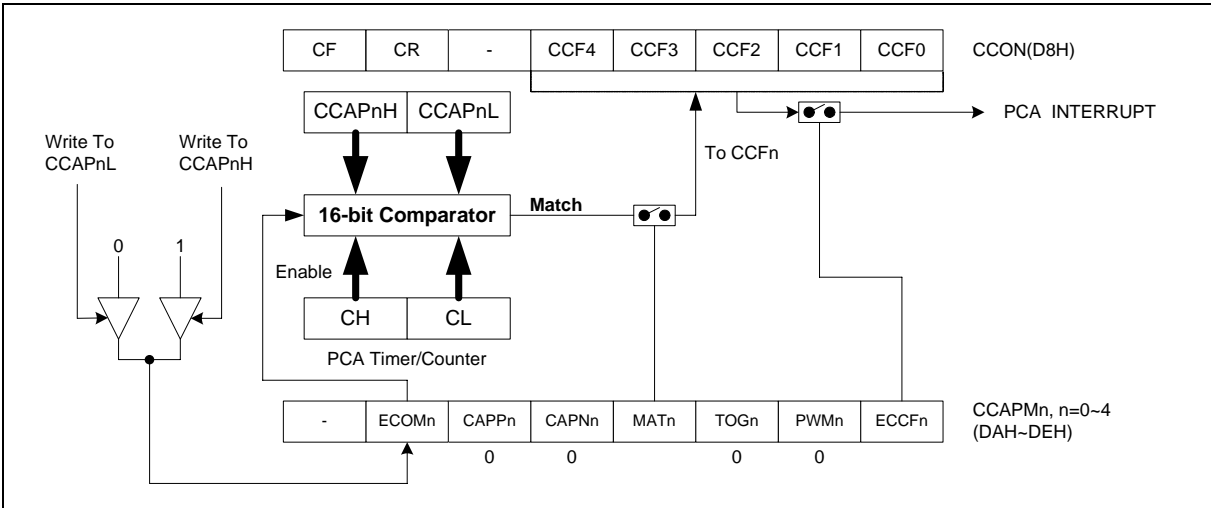 CF CR - CCF4 CCF3 CCF2 CCF1 CCF0 CCON(D8H)
CCAPnH CCAPnL
PCA INTERRUPT
Write To
CCAPnL
Write To
CCAPnH
To CCFn
16-bit Comparator
Match
0 1
Enable
CH CL
PCA Timer/Counter
- ECOMn CAPPn CAPNn MATn TOGn PWMn ECCFn
CCAPMn, n=0~4
(DAH~DEH)
0 0 0 0